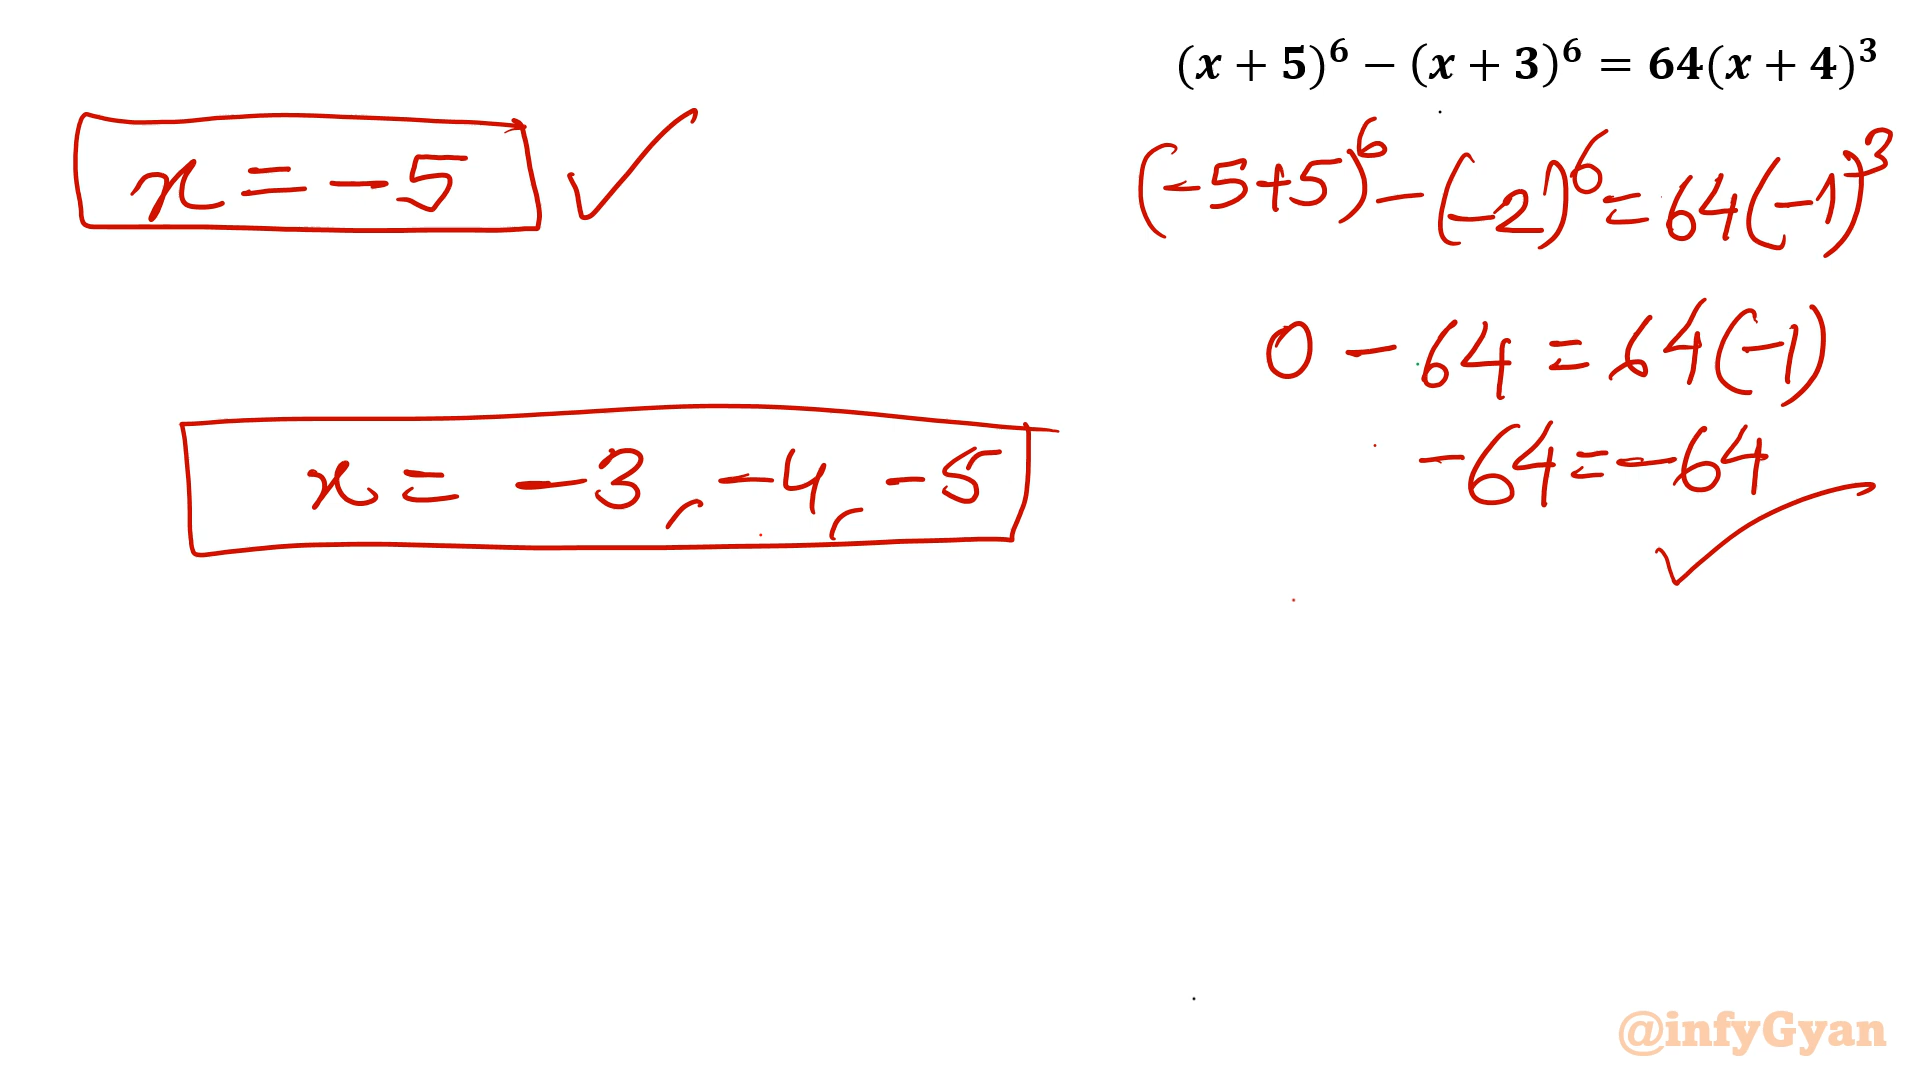 (x + 5)⁶ − (x + 3)⁶ = 64(x + 4)³
x = −5 ✓
(−5+5)⁶ − (−2)⁶ = 64(−1)³
0 − 64 = 64(−1)
−64 = −64 ✓
x = −3, −4, −5
@infyGyan